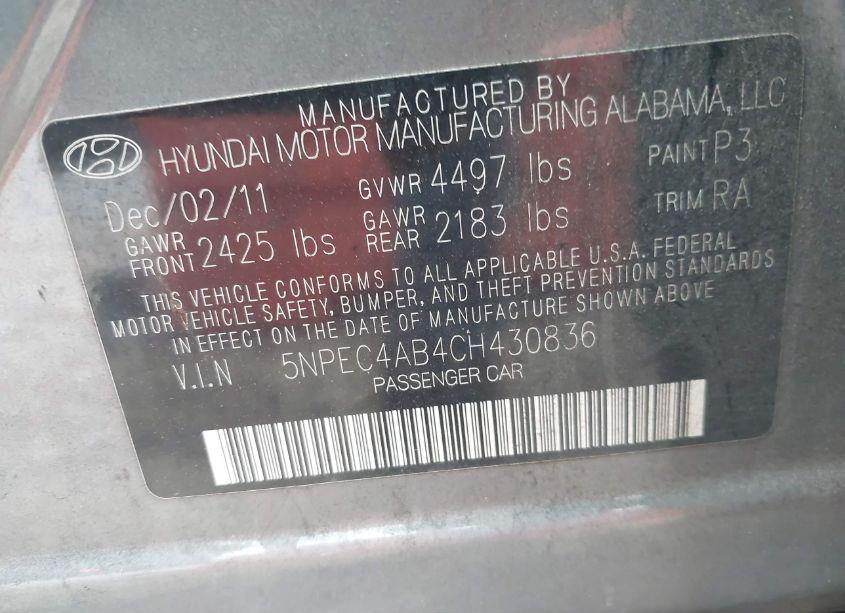 MANUFACTURED BY
HYUNDAI MOTOR MANUFACTURING ALABAMA, LLC
Dec/02/11 GVWR 4497 lbs PAINT P3
GAWR FRONT 2425 lbs GAWR REAR 2183 lbs TRIM RA
THIS VEHICLE CONFORMS TO ALL APPLICABLE U.S.A. FEDERAL
MOTOR VEHICLE SAFETY, BUMPER, AND THEFT PREVENTION STANDARDS
IN EFFECT ON THE DATE OF MANUFACTURE SHOWN ABOVE
V.I.N 5NPEC4AB4CH430836
PASSENGER CAR